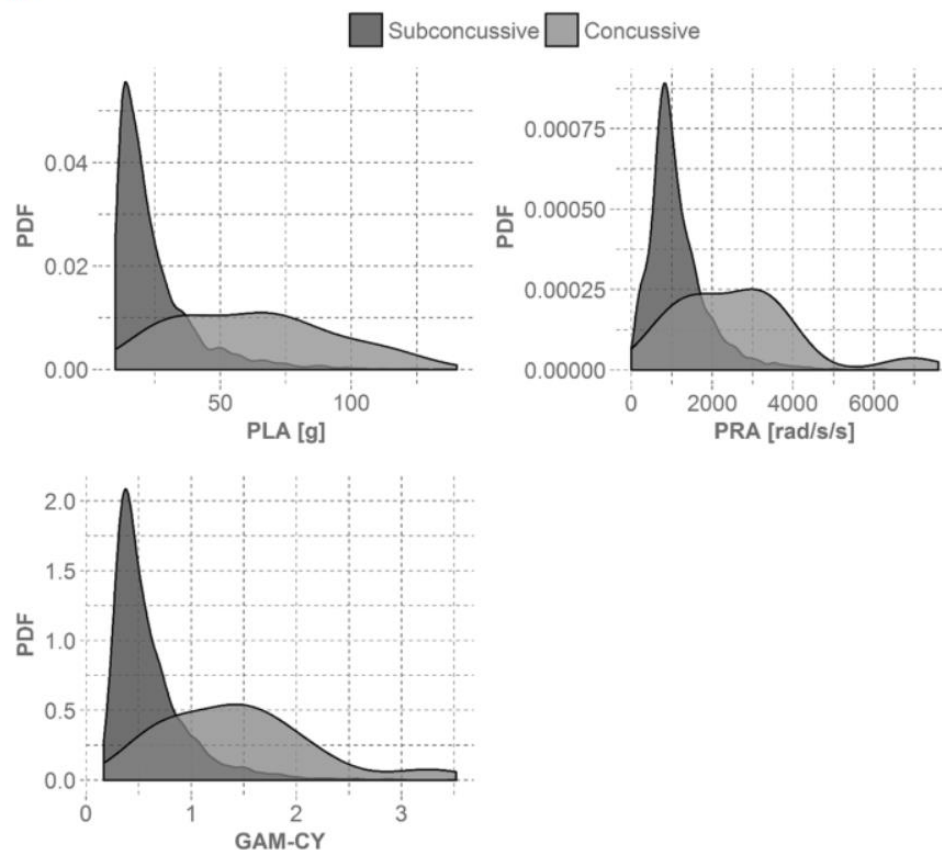 Subconcussive Concussive
PDF
0.04
0.02
0.00
50 100
PLA [g]
PDF
0.00075
0.00050
0.00025
0.00000
0 2000 4000 6000
PRA [rad/s/s]
PDF
2.0
1.5
1.0
0.5
0.0
0 1 2 3
GAM-CY